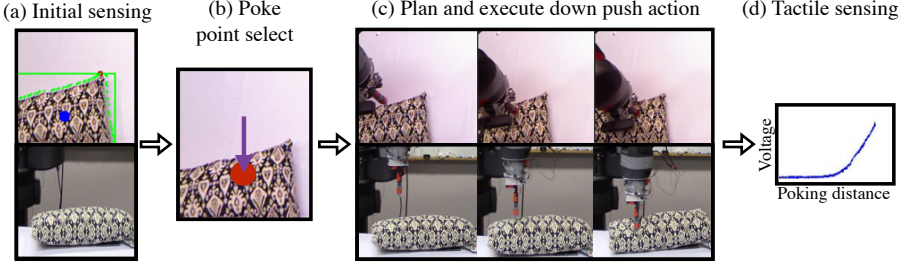 (a) Initial sensing
(b) Poke
point select
(c) Plan and execute down push action
(d) Tactile sensing
Voltage
Poking distance